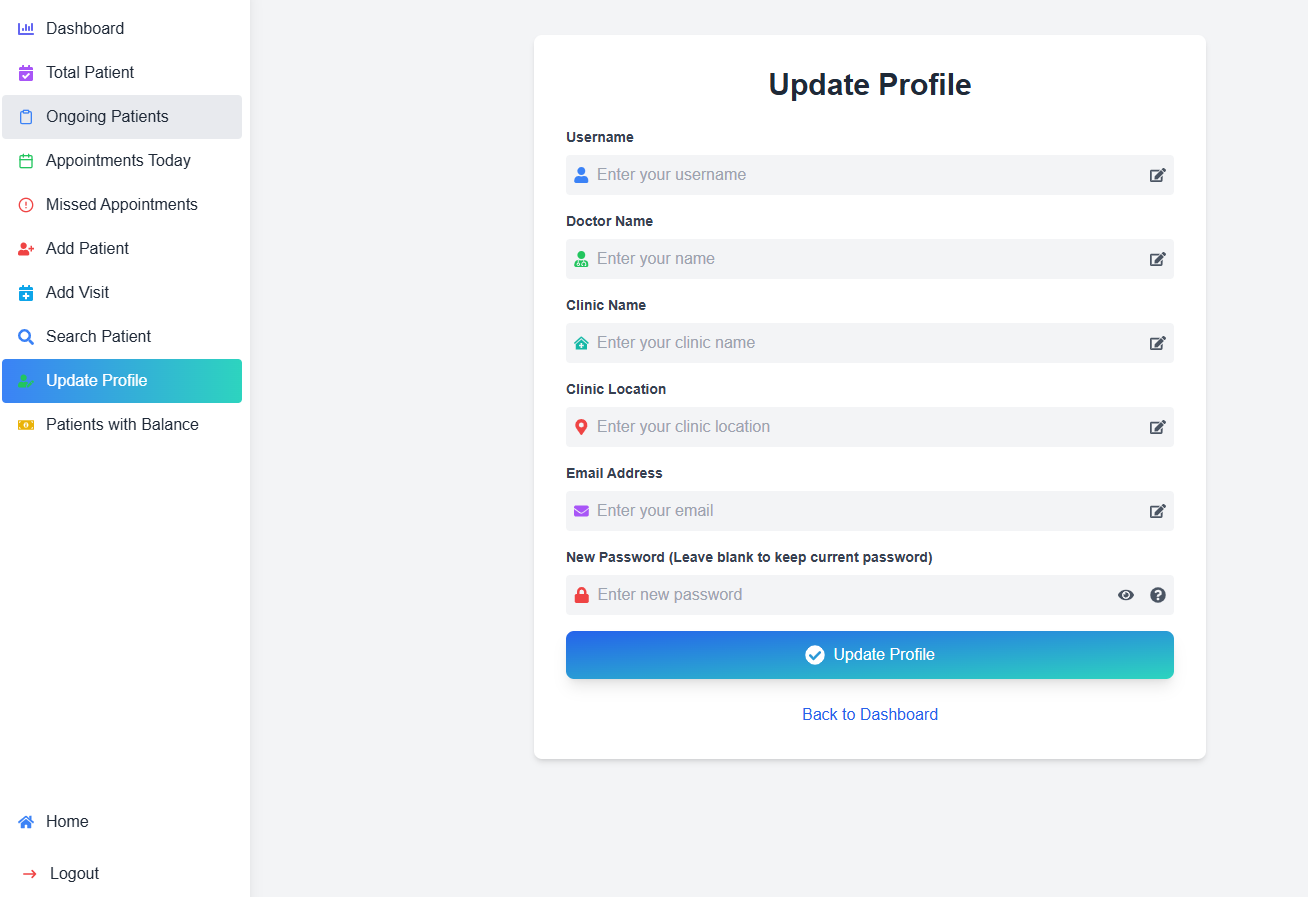 Dashboard
Total Patient
Ongoing Patients
Appointments Today
Missed Appointments
Add Patient
Add Visit
Search Patient
Update Profile
Patients with Balance
Home
Logout
Update Profile
Username
Enter your username
Doctor Name
Enter your name
Clinic Name
Enter your clinic name
Clinic Location
Enter your clinic location
Email Address
Enter your email
New Password (Leave blank to keep current password)
Enter new password
Update Profile
Back to Dashboard